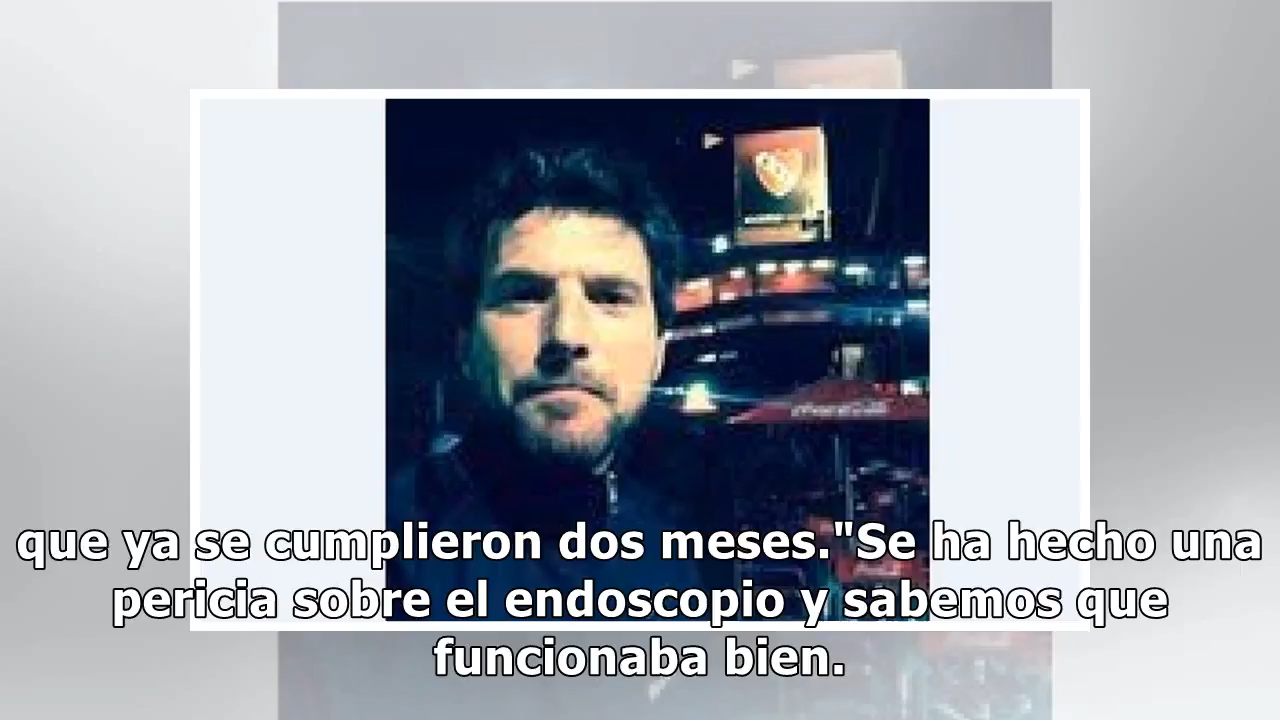 que ya se cumplieron dos meses."Se ha hecho una
pericia sobre el endoscopio y sabemos que
funcionaba bien.